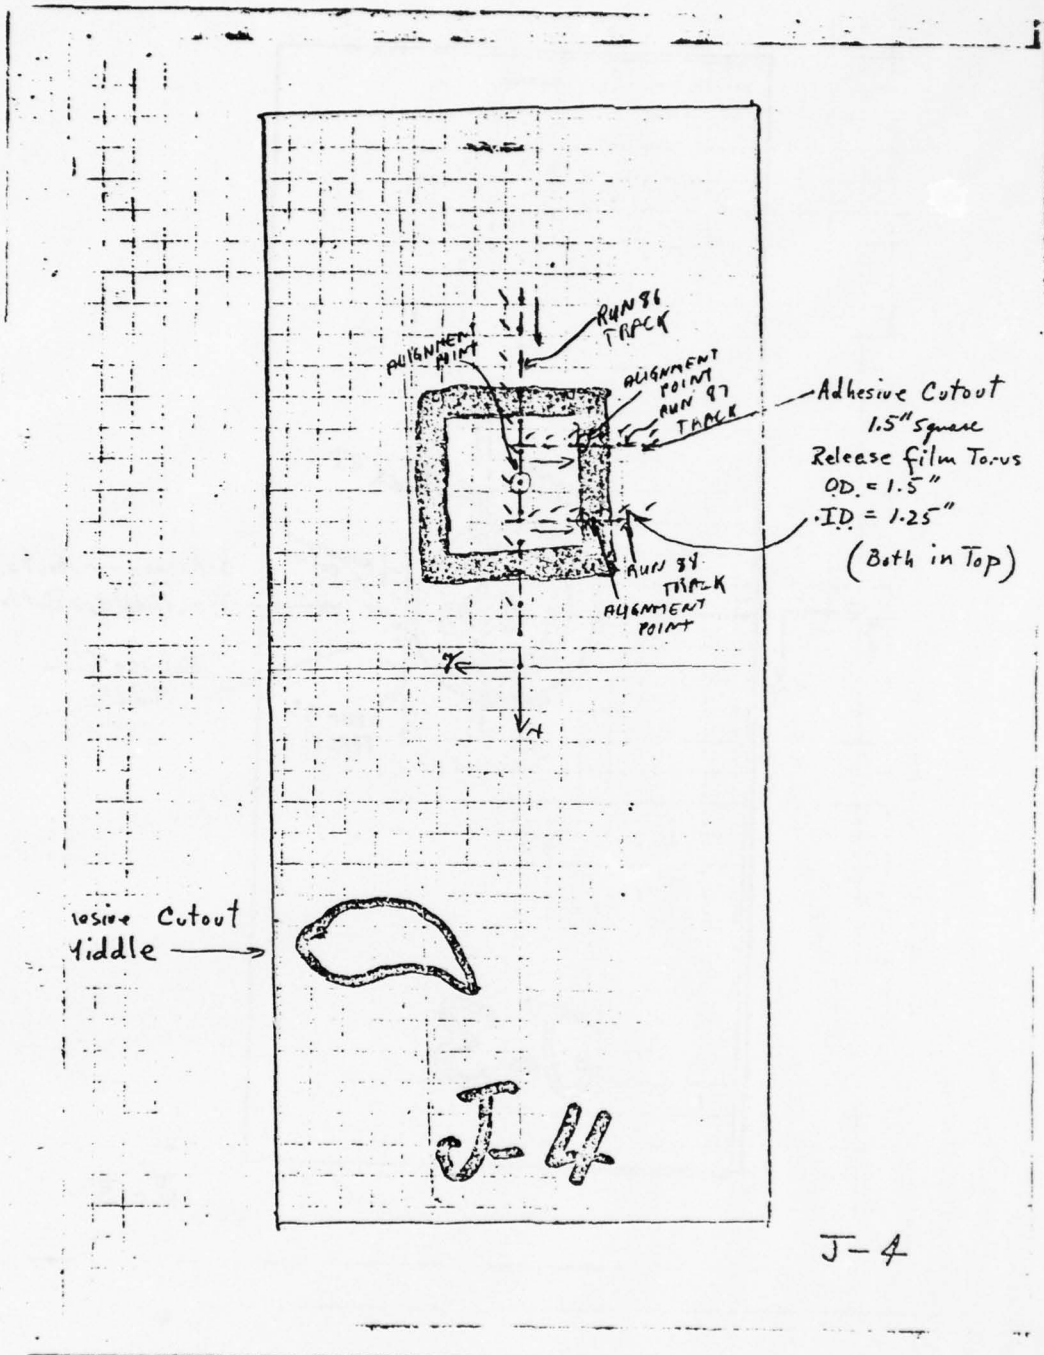 RUN 86
TRACK
ALIGNMENT
POINT
ALIGNMENT
POINT
RUN 87
TRACK
Adhesive Cutout
1.5" Square
Release film Torus
OD. = 1.5"
ID = 1.25"
(Both in Top)
RUN 88
TRACK
ALIGNMENT
POINT
Y
X
Cutout
J-4
J-4